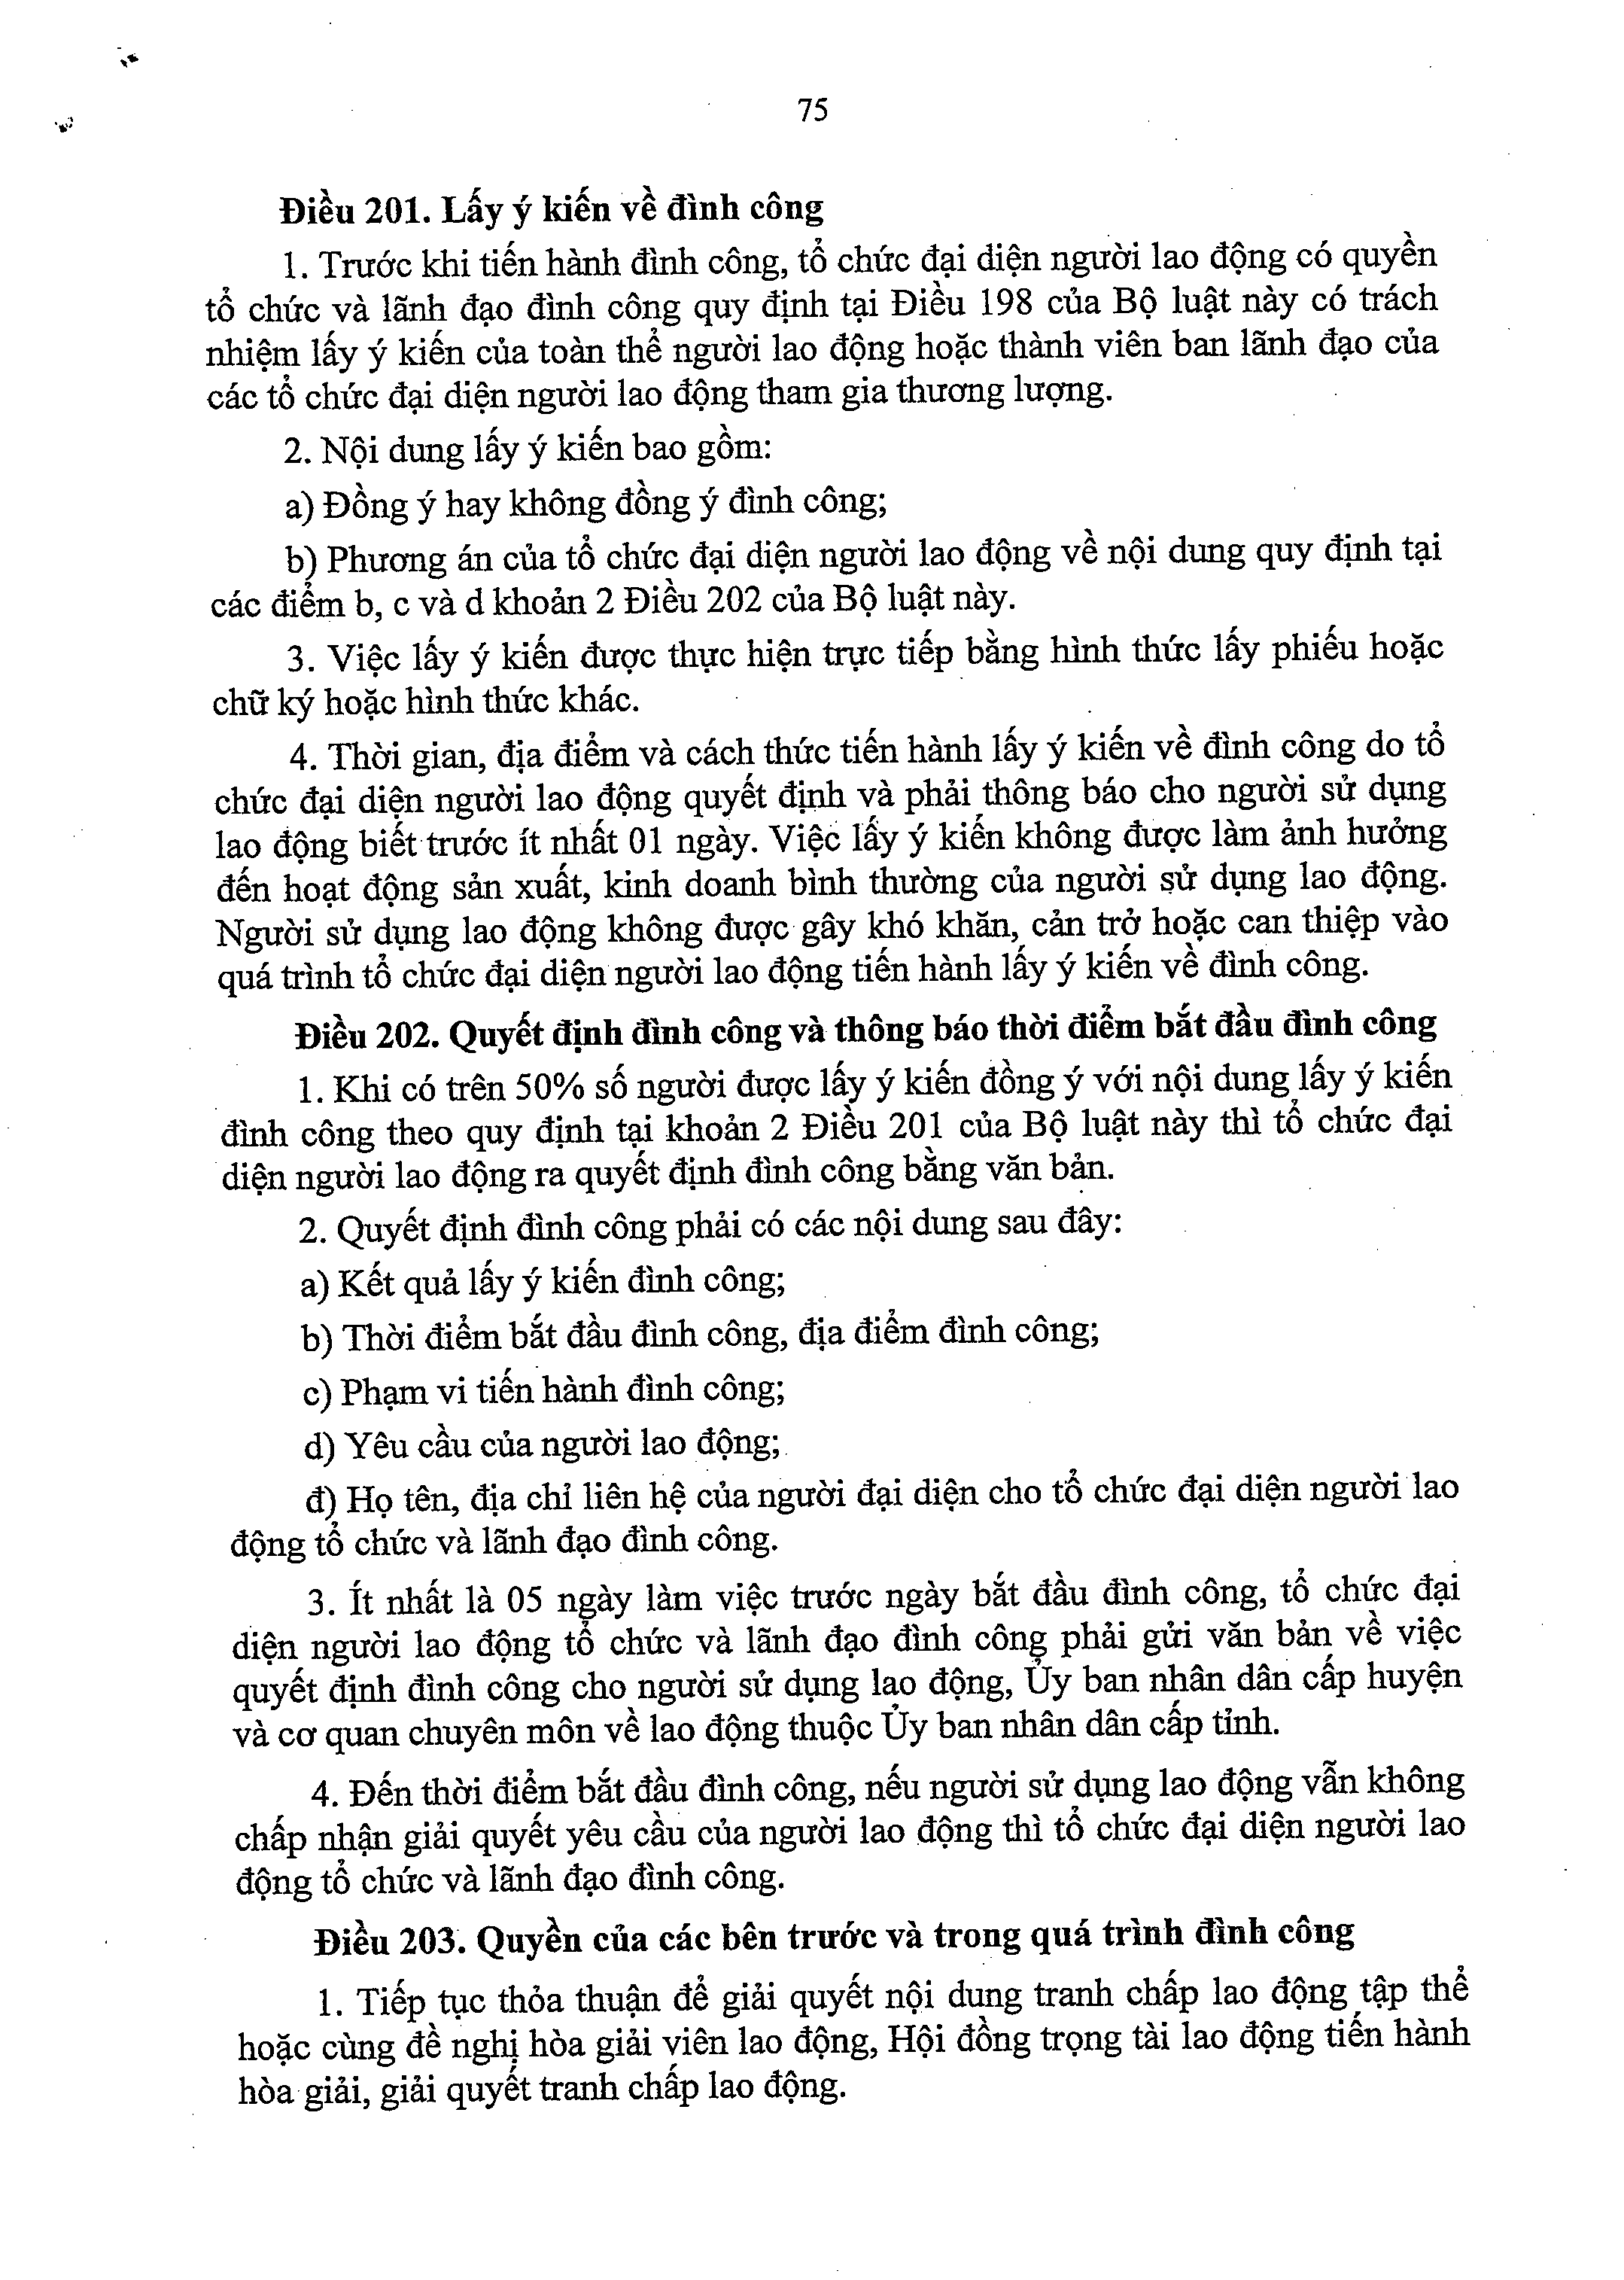 75
Điều 201. Lấy ý kiến về đình công
1. Trước khi tiến hành đình công, tổ chức đại diện người lao động có quyền
tổ chức và lãnh đạo đình công quy định tại Điều 198 của Bộ luật này có trách
nhiệm lấy ý kiến của toàn thể người lao động hoặc thành viên ban lãnh đạo của
các tổ chức đại diện người lao động tham gia thương lượng.
2. Nội dung lấy ý kiến bao gồm:
a) Đồng ý hay không đồng ý đình công;
b) Phương án của tổ chức đại diện người lao động về nội dung quy định tại
các điểm b, c và d khoản 2 Điều 202 của Bộ luật này.
3. Việc lấy ý kiến được thực hiện trực tiếp bằng hình thức lấy phiếu hoặc
chữ ký hoặc hình thức khác.
4. Thời gian, địa điểm và cách thức tiến hành lấy ý kiến về đình công do tổ
chức đại diện người lao động quyết định và phải thông báo cho người sử dụng
lao động biết trước ít nhất 01 ngày. Việc lấy ý kiến không được làm ảnh hưởng
đến hoạt động sản xuất, kinh doanh bình thường của người sử dụng lao động.
Người sử dụng lao động không được gây khó khăn, cản trở hoặc can thiệp vào
quá trình tổ chức đại diện người lao động tiến hành lấy ý kiến về đình công.
Điều 202. Quyết định đình công và thông báo thời điểm bắt đầu đình công
1. Khi có trên 50% số người được lấy ý kiến đồng ý với nội dung lấy ý kiến
đình công theo quy định tại khoản 2 Điều 201 của Bộ luật này thì tổ chức đại
diện người lao động ra quyết định đình công bằng văn bản.
2. Quyết định đình công phải có các nội dung sau đây:
a) Kết quả lấy ý kiến đình công;
b) Thời điểm bắt đầu đình công, địa điểm đình công;
c) Phạm vi tiến hành đình công;
d) Yêu cầu của người lao động;
đ) Họ tên, địa chỉ liên hệ của người đại diện cho tổ chức đại diện người lao
động tổ chức và lãnh đạo đình công.
3. Ít nhất là 05 ngày làm việc trước ngày bắt đầu đình công, tổ chức đại
diện người lao động tổ chức và lãnh đạo đình công phải gửi văn bản về việc
quyết định đình công cho người sử dụng lao động, Ủy ban nhân dân cấp huyện
và cơ quan chuyên môn về lao động thuộc Ủy ban nhân dân cấp tỉnh.
4. Đến thời điểm bắt đầu đình công, nếu người sử dụng lao động vẫn không
chấp nhận giải quyết yêu cầu của người lao động thì tổ chức đại diện người lao
động tổ chức và lãnh đạo đình công.
Điều 203. Quyền của các bên trước và trong quá trình đình công
1. Tiếp tục thỏa thuận để giải quyết nội dung tranh chấp lao động tập thể
hoặc cùng đề nghị hòa giải viên lao động, Hội đồng trọng tài lao động tiến hành
hòa giải, giải quyết tranh chấp lao động.